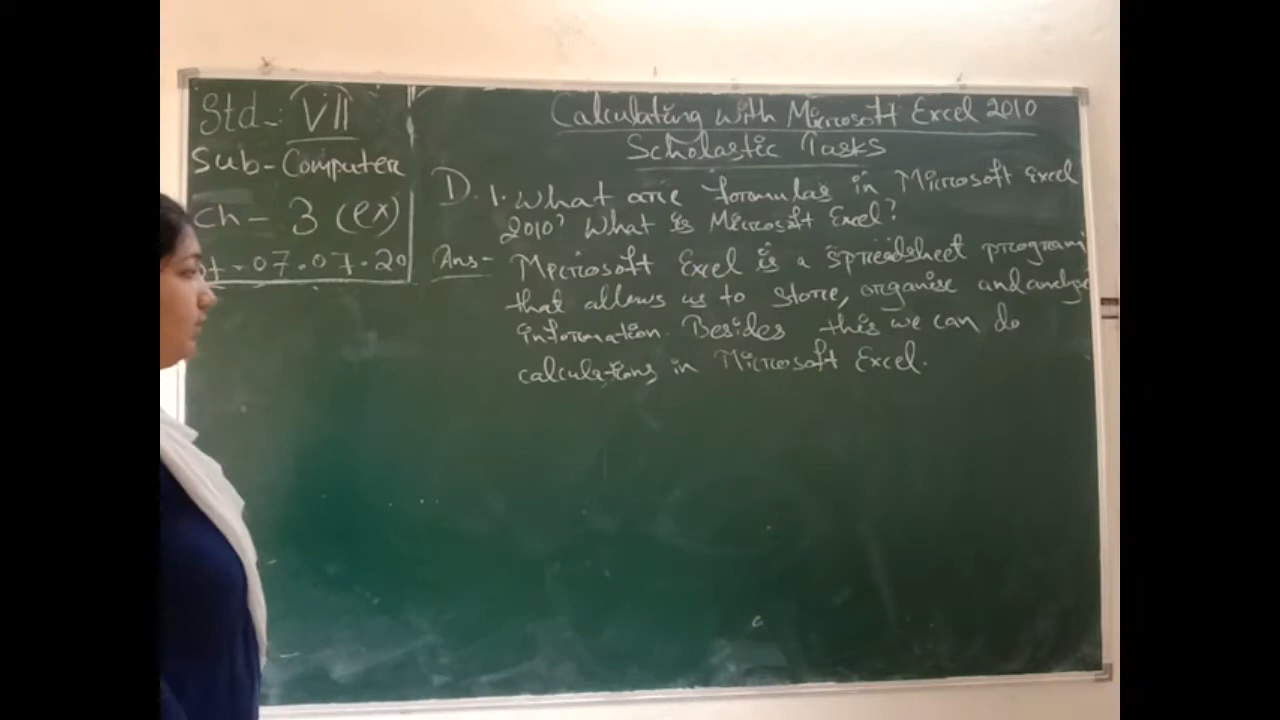 Std - VII
Sub - Computer
Ch - 3 (ex)
07.07.20
Calculating with Microsoft Excel 2010
Scholastic Tasks
D. 1. What are formulas in Microsoft Excel
2010? What is Microsoft Excel?
Ans - Microsoft Excel is a spreedsheet program
that allows us to store, organise and analyse
information. Besides this we can do
calculations in Microsoft Excel.